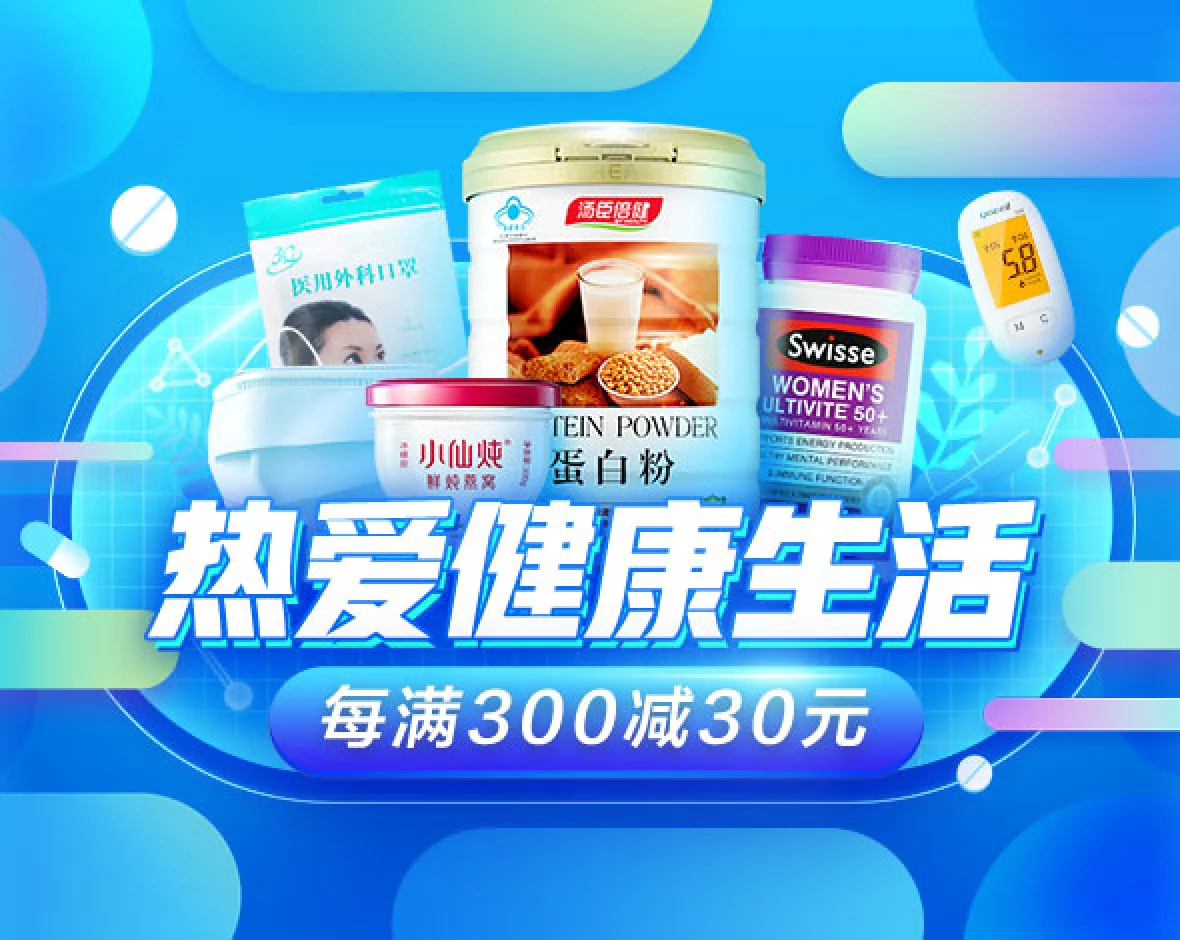 汤臣倍健
医用外科口罩
5.8
M C
Swisse
WOMEN'S
ULTIVITE 50+
小仙炖
鲜炖燕窝
TEIN POWDER
蛋白粉
热爱健康生活
每满300减30元